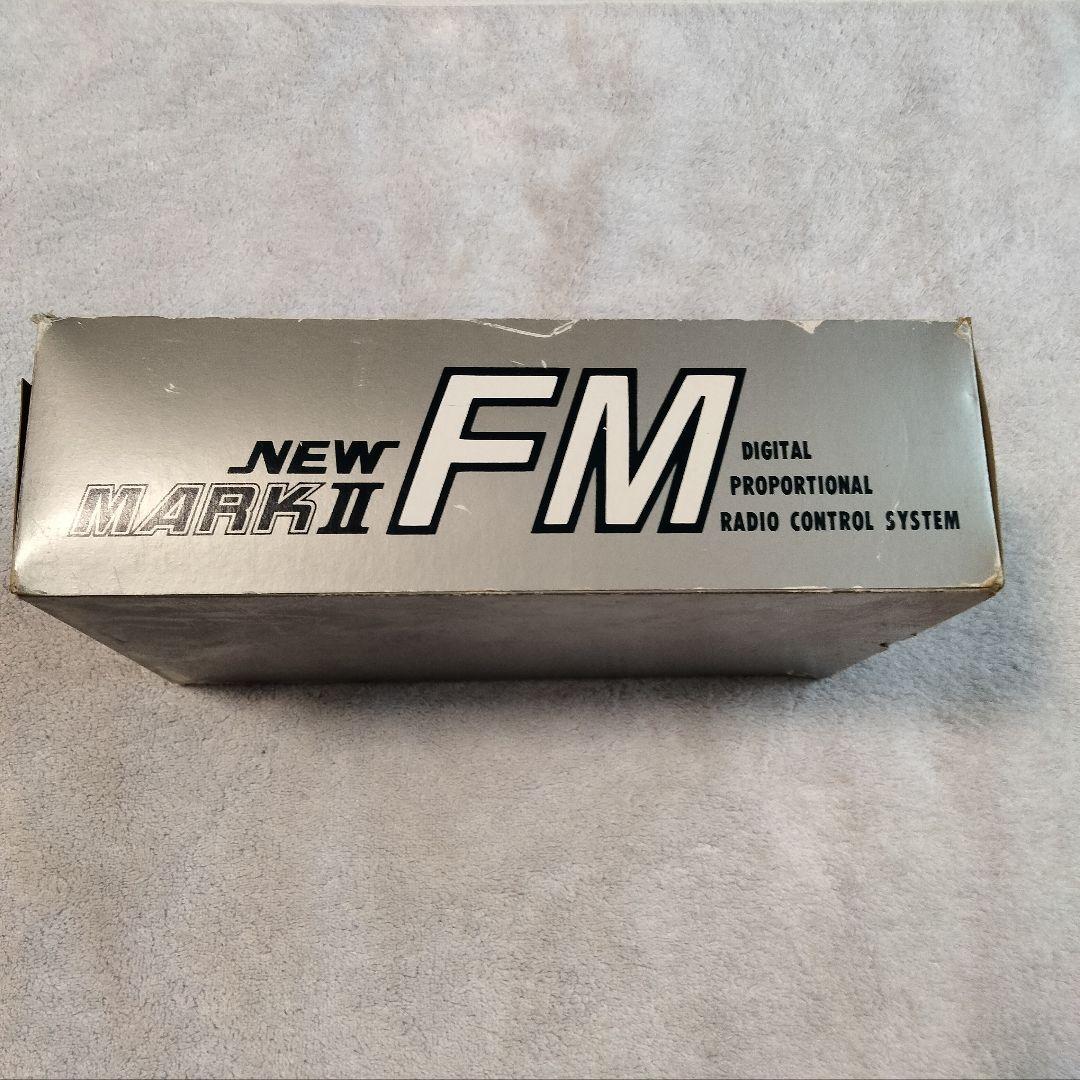 NEW
MARK II FM
DIGITAL
PROPORTIONAL
RADIO CONTROL SYSTEM